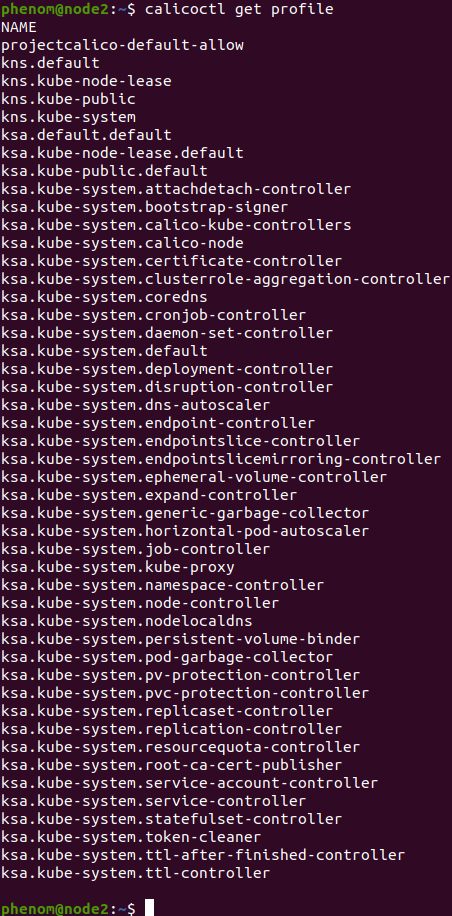 phenom@node2:~$ calicoctl get profile
NAME
projectcalico-default-allow
kns.default
kns.kube-node-lease
kns.kube-public
kns.kube-system
ksa.default.default
ksa.kube-node-lease.default
ksa.kube-public.default
ksa.kube-system.attachdetach-controller
ksa.kube-system.bootstrap-signer
ksa.kube-system.calico-kube-controllers
ksa.kube-system.calico-node
ksa.kube-system.certificate-controller
ksa.kube-system.clusterrole-aggregation-controller
ksa.kube-system.coredns
ksa.kube-system.cronjob-controller
ksa.kube-system.daemon-set-controller
ksa.kube-system.default
ksa.kube-system.deployment-controller
ksa.kube-system.disruption-controller
ksa.kube-system.dns-autoscaler
ksa.kube-system.endpoint-controller
ksa.kube-system.endpointslice-controller
ksa.kube-system.endpointslicemirroring-controller
ksa.kube-system.ephemeral-volume-controller
ksa.kube-system.expand-controller
ksa.kube-system.generic-garbage-collector
ksa.kube-system.horizontal-pod-autoscaler
ksa.kube-system.job-controller
ksa.kube-system.kube-proxy
ksa.kube-system.namespace-controller
ksa.kube-system.node-controller
ksa.kube-system.nodelocaldns
ksa.kube-system.persistent-volume-binder
ksa.kube-system.pod-garbage-collector
ksa.kube-system.pv-protection-controller
ksa.kube-system.pvc-protection-controller
ksa.kube-system.replicaset-controller
ksa.kube-system.replication-controller
ksa.kube-system.resourcequota-controller
ksa.kube-system.root-ca-cert-publisher
ksa.kube-system.service-account-controller
ksa.kube-system.service-controller
ksa.kube-system.statefulset-controller
ksa.kube-system.token-cleaner
ksa.kube-system.ttl-after-finished-controller
ksa.kube-system.ttl-controller
phenom@node2:~$